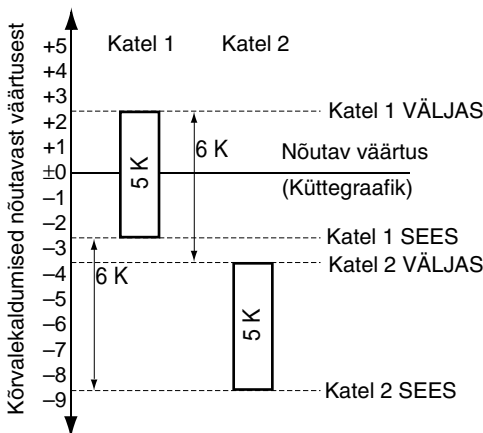 Katel 1 Katel 2
Kõrvalekaldumised nõutavast väärtusest
+5
+4
+3
+2
+1
±0
–1
–2
–3
–4
–5
–6
–7
–8
–9
5 K
6 K
6 K
5 K
Katel 1 VÄLJAS
Nõutav väärtus
(Küttegraafik)
Katel 1 SEES
Katel 2 VÄLJAS
Katel 2 SEES